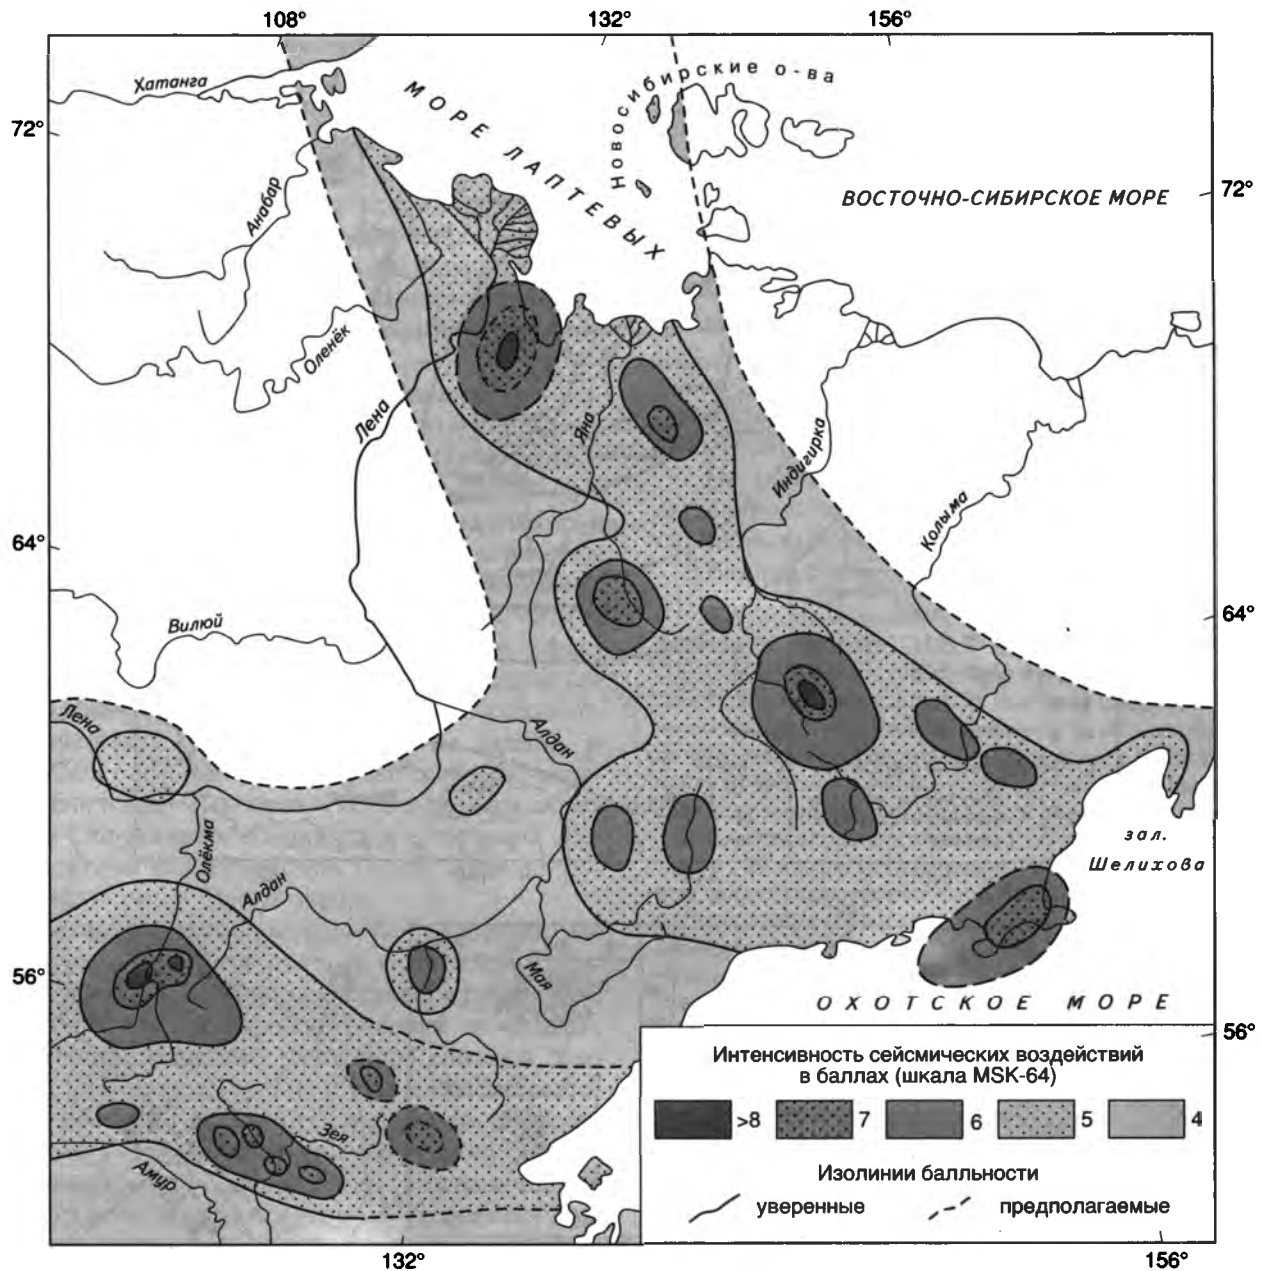 108° 132° 156°
Хатанга
Новосибирские о-ва
МОРЕ ЛАПТЕВЫХ
72°
72°
Анабар
ВОСТОЧНО-СИБИРСКОЕ МОРЕ
Оленёк
Лена
Яна
Индигирка
Колыма
64°
64°
Вилюй
Лена
Алдан
зал.
Шелихова
Олёкма
Алдан
Мая
56°
ОХОТСКОЕ МОРЕ
56°
Зея
Амур
Интенсивность сейсмических воздействий
в баллах (шкала MSK-64)
>8 7 6 5 4
Изолинии балльности
уверенные предполагаемые
132° 156°